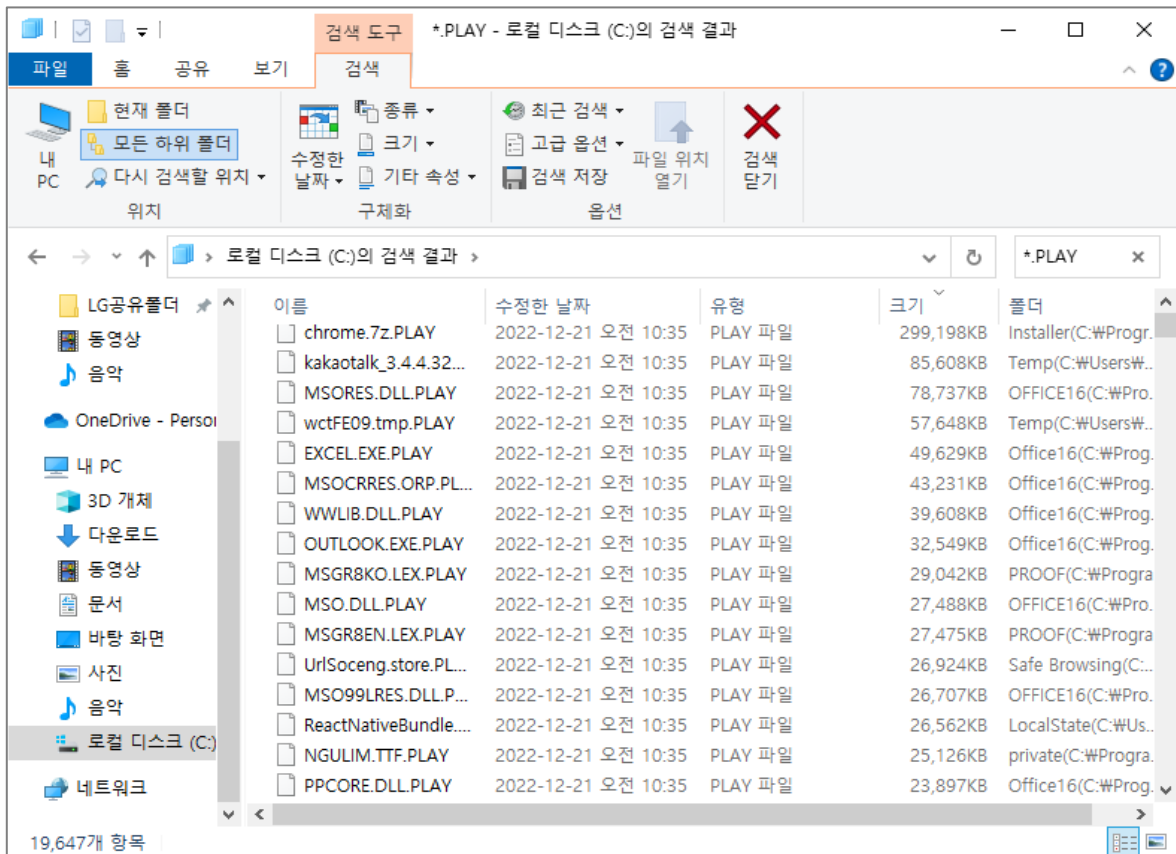 검색 도구 *.PLAY - 로컬 디스크 (C:)의 검색 결과
파일 홈 공유 보기 검색
내 PC
현재 폴더
모든 하위 폴더
다시 검색할 위치
위치
수정한 날짜
종류
크기
기타 속성
구체화
최근 검색
고급 옵션
검색 저장
파일 위치 열기
옵션
검색 닫기
로컬 디스크 (C:)의 검색 결과
*.PLAY
LG공유폴더
동영상
음악
OneDrive - Persor
내 PC
3D 개체
다운로드
동영상
문서
바탕 화면
사진
음악
로컬 디스크 (C:)
네트워크
이름 수정한 날짜 유형 크기 폴더
chrome.7z.PLAY 2022-12-21 오전 10:35 PLAY 파일 299,198KB Installer(C:₩Progr.
kakaotalk_3.4.4.32... 2022-12-21 오전 10:35 PLAY 파일 85,608KB Temp(C:₩Users₩..
MSORES.DLL.PLAY 2022-12-21 오전 10:35 PLAY 파일 78,737KB OFFICE16(C:₩Pro.
wctFE09.tmp.PLAY 2022-12-21 오전 10:35 PLAY 파일 57,648KB Temp(C:₩Users₩..
EXCEL.EXE.PLAY 2022-12-21 오전 10:35 PLAY 파일 49,629KB Office16(C:₩Prog.
MSOCRRES.ORP.PL... 2022-12-21 오전 10:35 PLAY 파일 43,231KB Office16(C:₩Prog.
WWLIB.DLL.PLAY 2022-12-21 오전 10:35 PLAY 파일 39,608KB Office16(C:₩Prog.
OUTLOOK.EXE.PLAY 2022-12-21 오전 10:35 PLAY 파일 32,549KB Office16(C:₩Prog.
MSGR8KO.LEX.PLAY 2022-12-21 오전 10:35 PLAY 파일 29,042KB PROOF(C:₩Progra
MSO.DLL.PLAY 2022-12-21 오전 10:35 PLAY 파일 27,488KB OFFICE16(C:₩Pro.
MSGR8EN.LEX.PLAY 2022-12-21 오전 10:35 PLAY 파일 27,475KB PROOF(C:₩Progra
UrlSoceng.store.PL... 2022-12-21 오전 10:35 PLAY 파일 26,924KB Safe Browsing(C:..
MSO99LRES.DLL.P... 2022-12-21 오전 10:35 PLAY 파일 26,707KB OFFICE16(C:₩Pro.
ReactNativeBundle.... 2022-12-21 오전 10:35 PLAY 파일 26,562KB LocalState(C:₩Us..
NGULIM.TTF.PLAY 2022-12-21 오전 10:35 PLAY 파일 25,126KB private(C:₩Progra.
PPCORE.DLL.PLAY 2022-12-21 오전 10:35 PLAY 파일 23,897KB Office16(C:₩Prog.
19,647개 항목